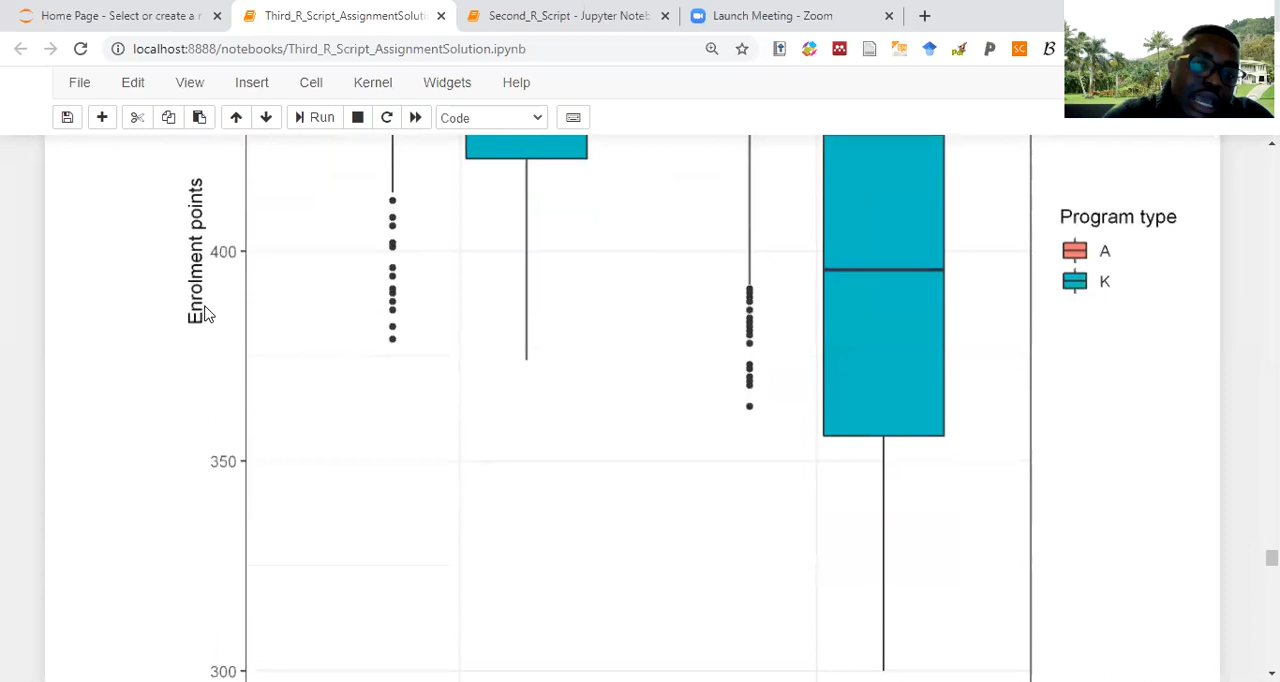 Home Page - Select or create a r
Third_R_Script_AssignmentSoluti
Second_R_Script - Jupyter Noteb
Launch Meeting - Zoom
localhost:8888/notebooks/Third_R_Script_AssignmentSolution.ipynb
File Edit View Insert Cell Kernel Widgets Help
Run
Code
Enrolment points
400
350
300
Program type
A
K